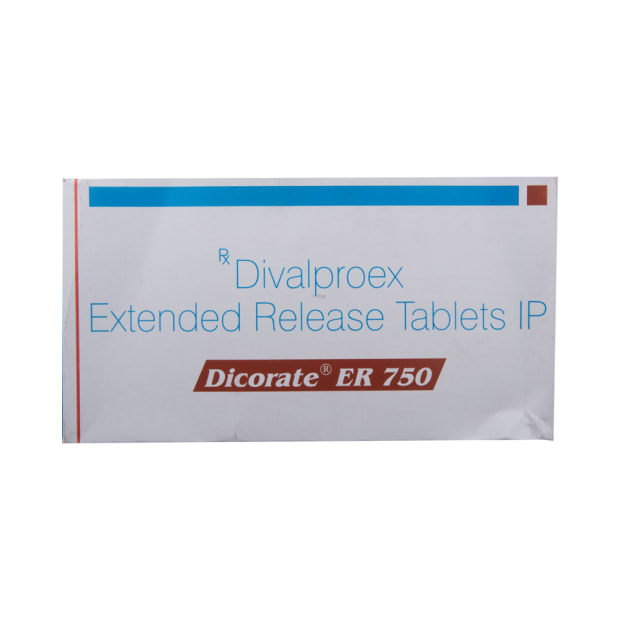 ℞ Divalproex
Extended Release Tablets IP
Dicorate® ER 750